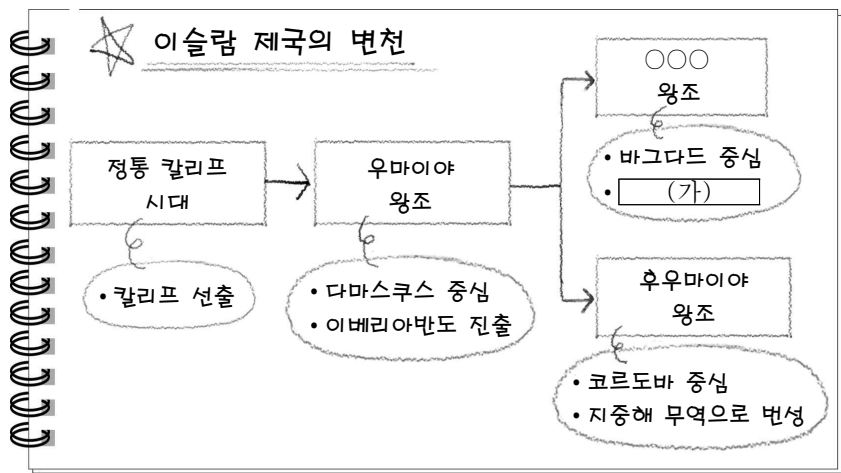 이슬람 제국의 변천
정통 칼리프
시대
• 칼리프 선출
우마이야
왕조
• 다마스쿠스 중심
• 이베리아반도 진출
○○○
왕조
• 바그다드 중심
• (가)
후우마이야
왕조
• 코르도바 중심
• 지중해 무역으로 번성